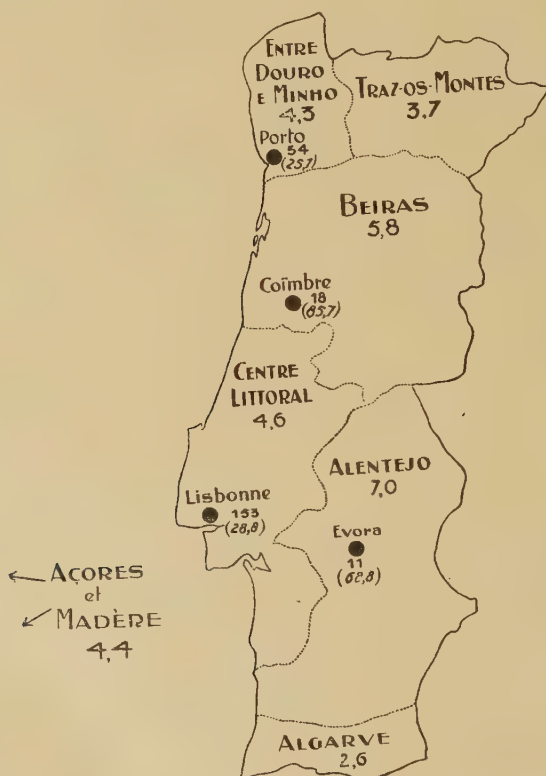 ENTRE
DOURO
E MINHO
4,3
TRAZ-OS-MONTES
3,7
Porto
54
(25,7)
BEIRAS
5,8
Coïmbre
18
(65,7)
CENTRE
LITTORAL
4,6
ALENTEJO
7,0
Lisbonne
153
(28,8)
Evora
11
(62,8)
AÇORES
et
MADÈRE
4,4
ALGARVE
2,6